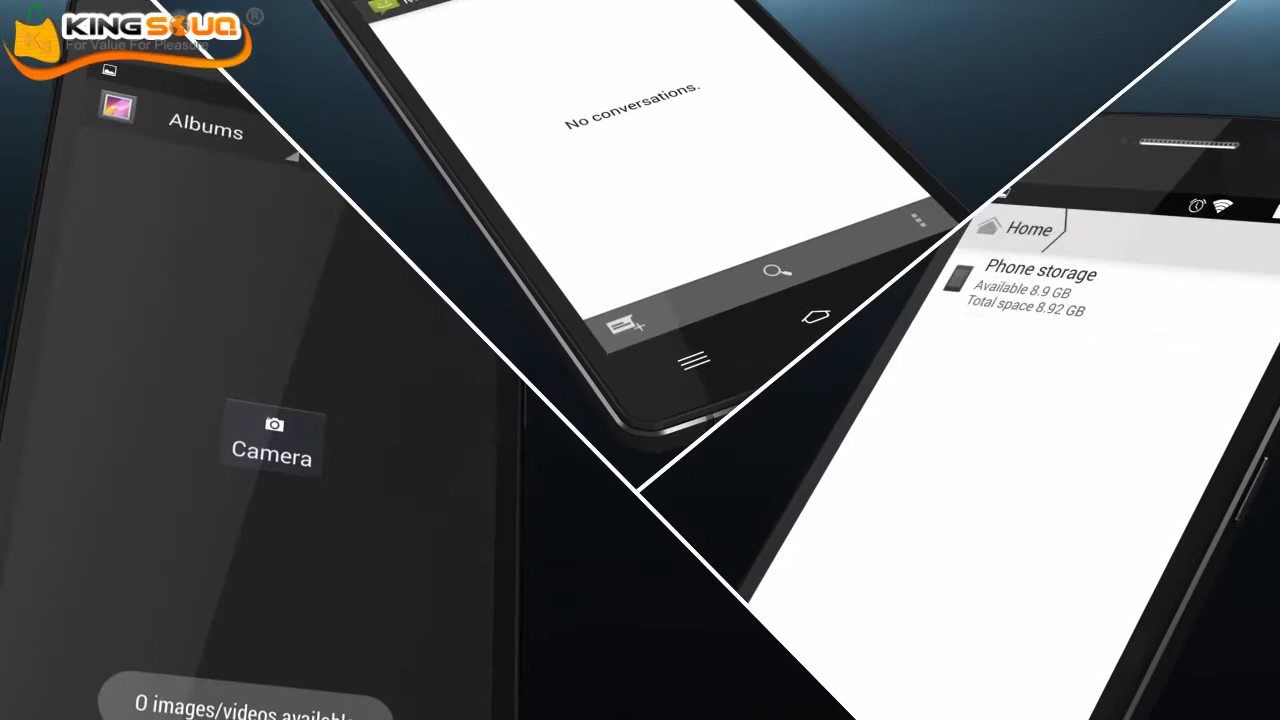 KINGSOUQ
For Value For Pleasure
®
Albums
Camera
0 images/videos available
No conversations.
Home
Phone storage
Available 8.9 GB
Total space 8.92 GB